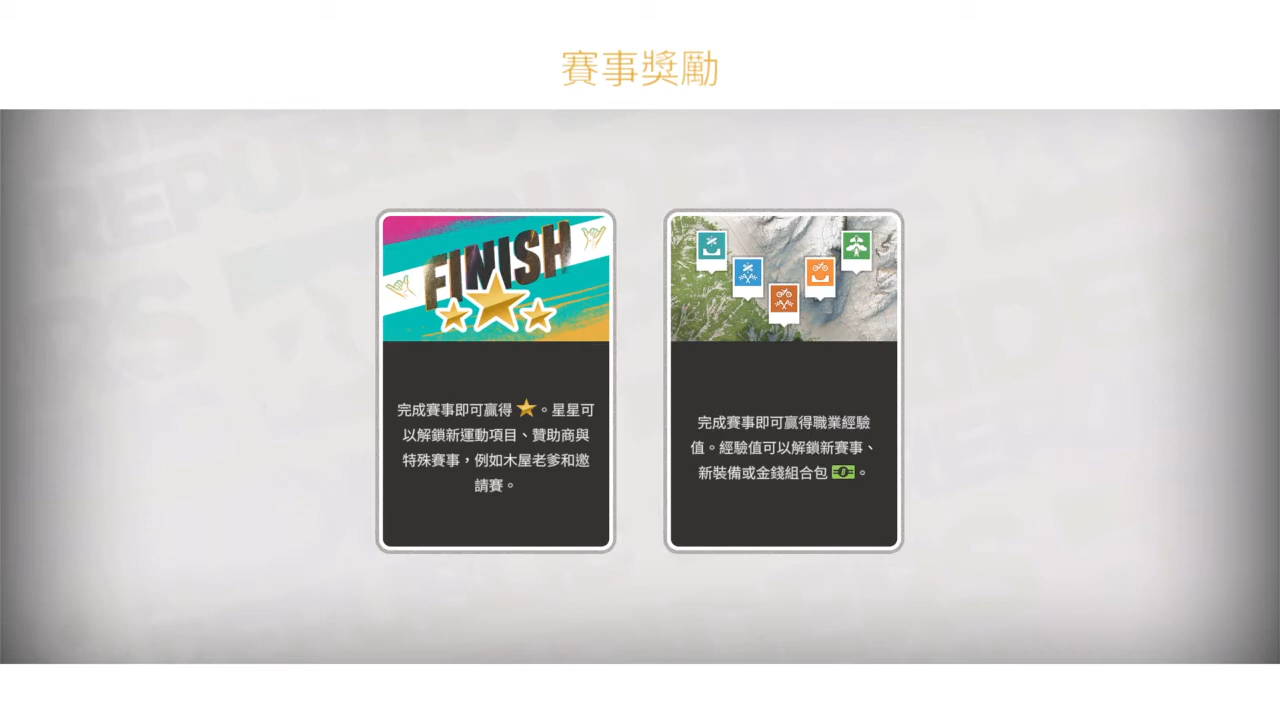 賽事獎勵
REPUBLIC
FINISH
完成賽事即可贏得 。星星可
以解鎖新運動項目、贊助商與
特殊賽事，例如木屋老爹和邀
請賽。
完成賽事即可贏得職業經驗
值。經驗值可以解鎖新賽事、
新裝備或金錢組合包 。